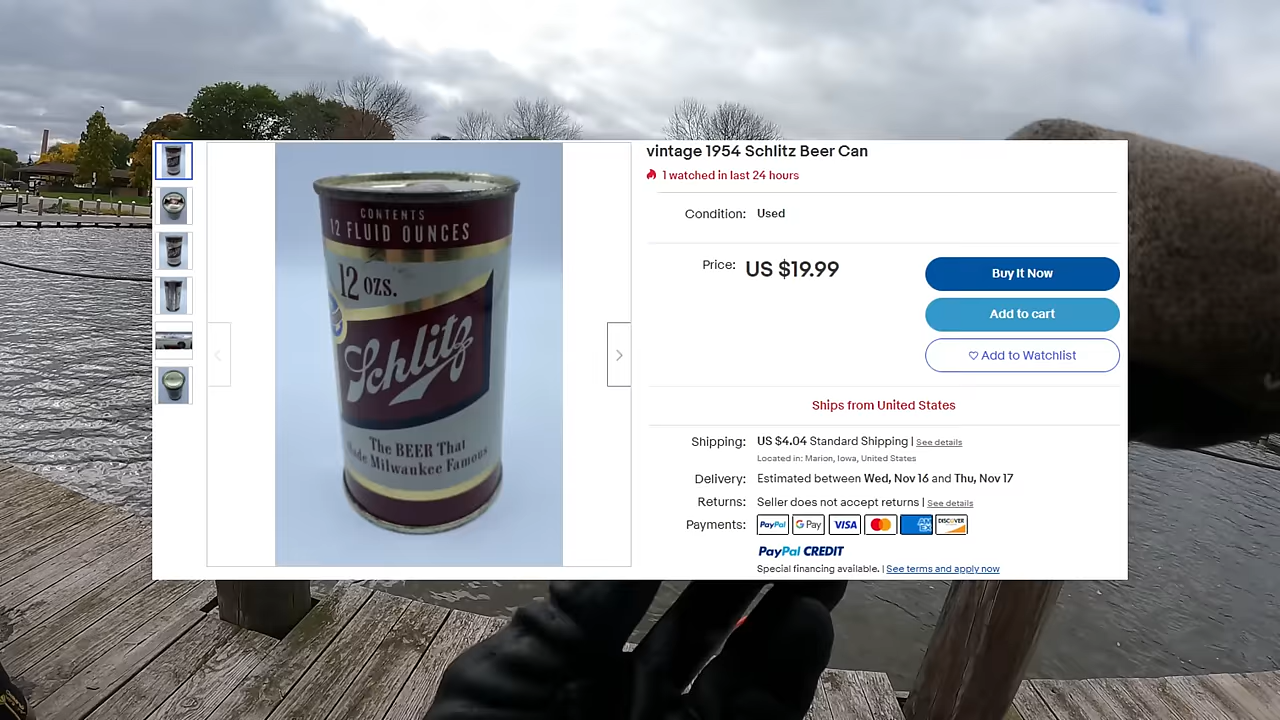 vintage 1954 Schlitz Beer Can
1 watched in last 24 hours
Condition: Used
Price: US $19.99
Buy It Now
Add to cart
Add to Watchlist
Ships from United States
Shipping: US $4.04 Standard Shipping | See details
Located in: Marion, Iowa, United States
Delivery: Estimated between Wed, Nov 16 and Thu, Nov 17
Returns: Seller does not accept returns | See details
Payments: PayPal G Pay VISA AM EX DISCOVER
PayPal CREDIT
Special financing available. | See terms and apply now
CONTENTS
12 FLUID OUNCES
12 OZS.
Schlitz
The BEER That
Made Milwaukee Famous